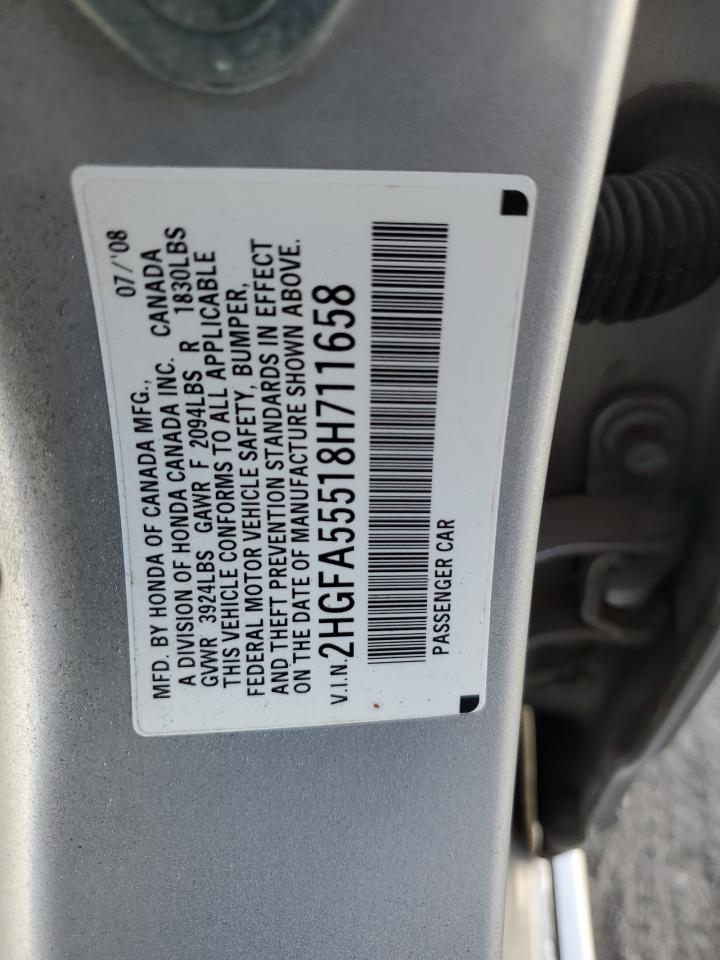 07/'08
MFD. BY HONDA OF CANADA MFG.,
A DIVISION OF HONDA CANADA INC. CANADA
GVWR 3924LBS GAWR F 2094LBS R 1830LBS
THIS VEHICLE CONFORMS TO ALL APPLICABLE
FEDERAL MOTOR VEHICLE SAFETY, BUMPER,
AND THEFT PREVENTION STANDARDS IN EFFECT
ON THE DATE OF MANUFACTURE SHOWN ABOVE.
V.I.N. 2HGFA55518H711658
PASSENGER CAR